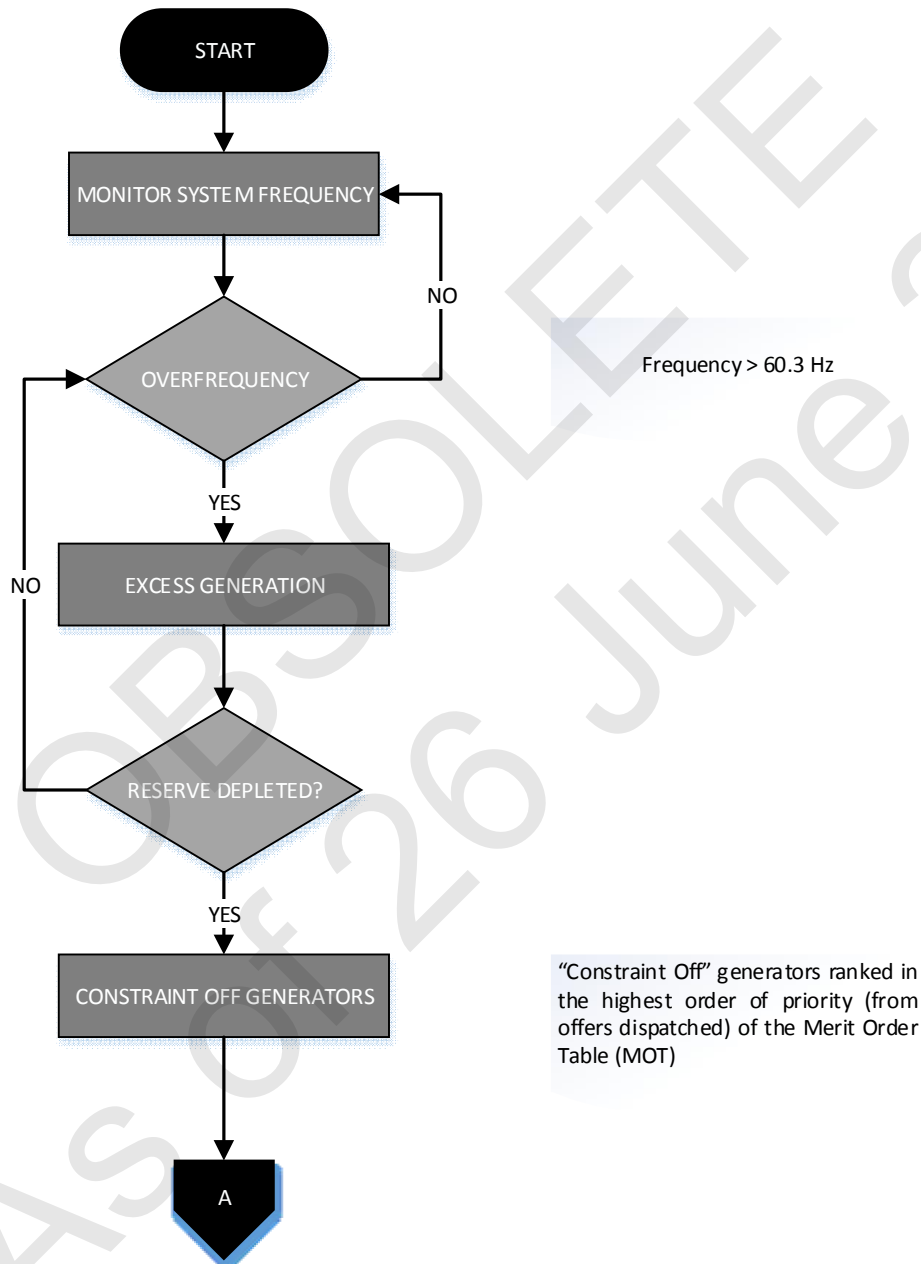 START
MONITOR SYSTEM FREQUENCY
NO
OVERFREQUENCY
Frequency > 60.3 Hz
YES
EXCESS GENERATION
NO
RESERVE DEPLETED?
YES
CONSTRAINT OFF GENERATORS
“Constraint Off” generators ranked in
the highest order of priority (from
offers dispatched) of the Merit Order
Table (MOT)
A
OBSOLETE
As of 26 June